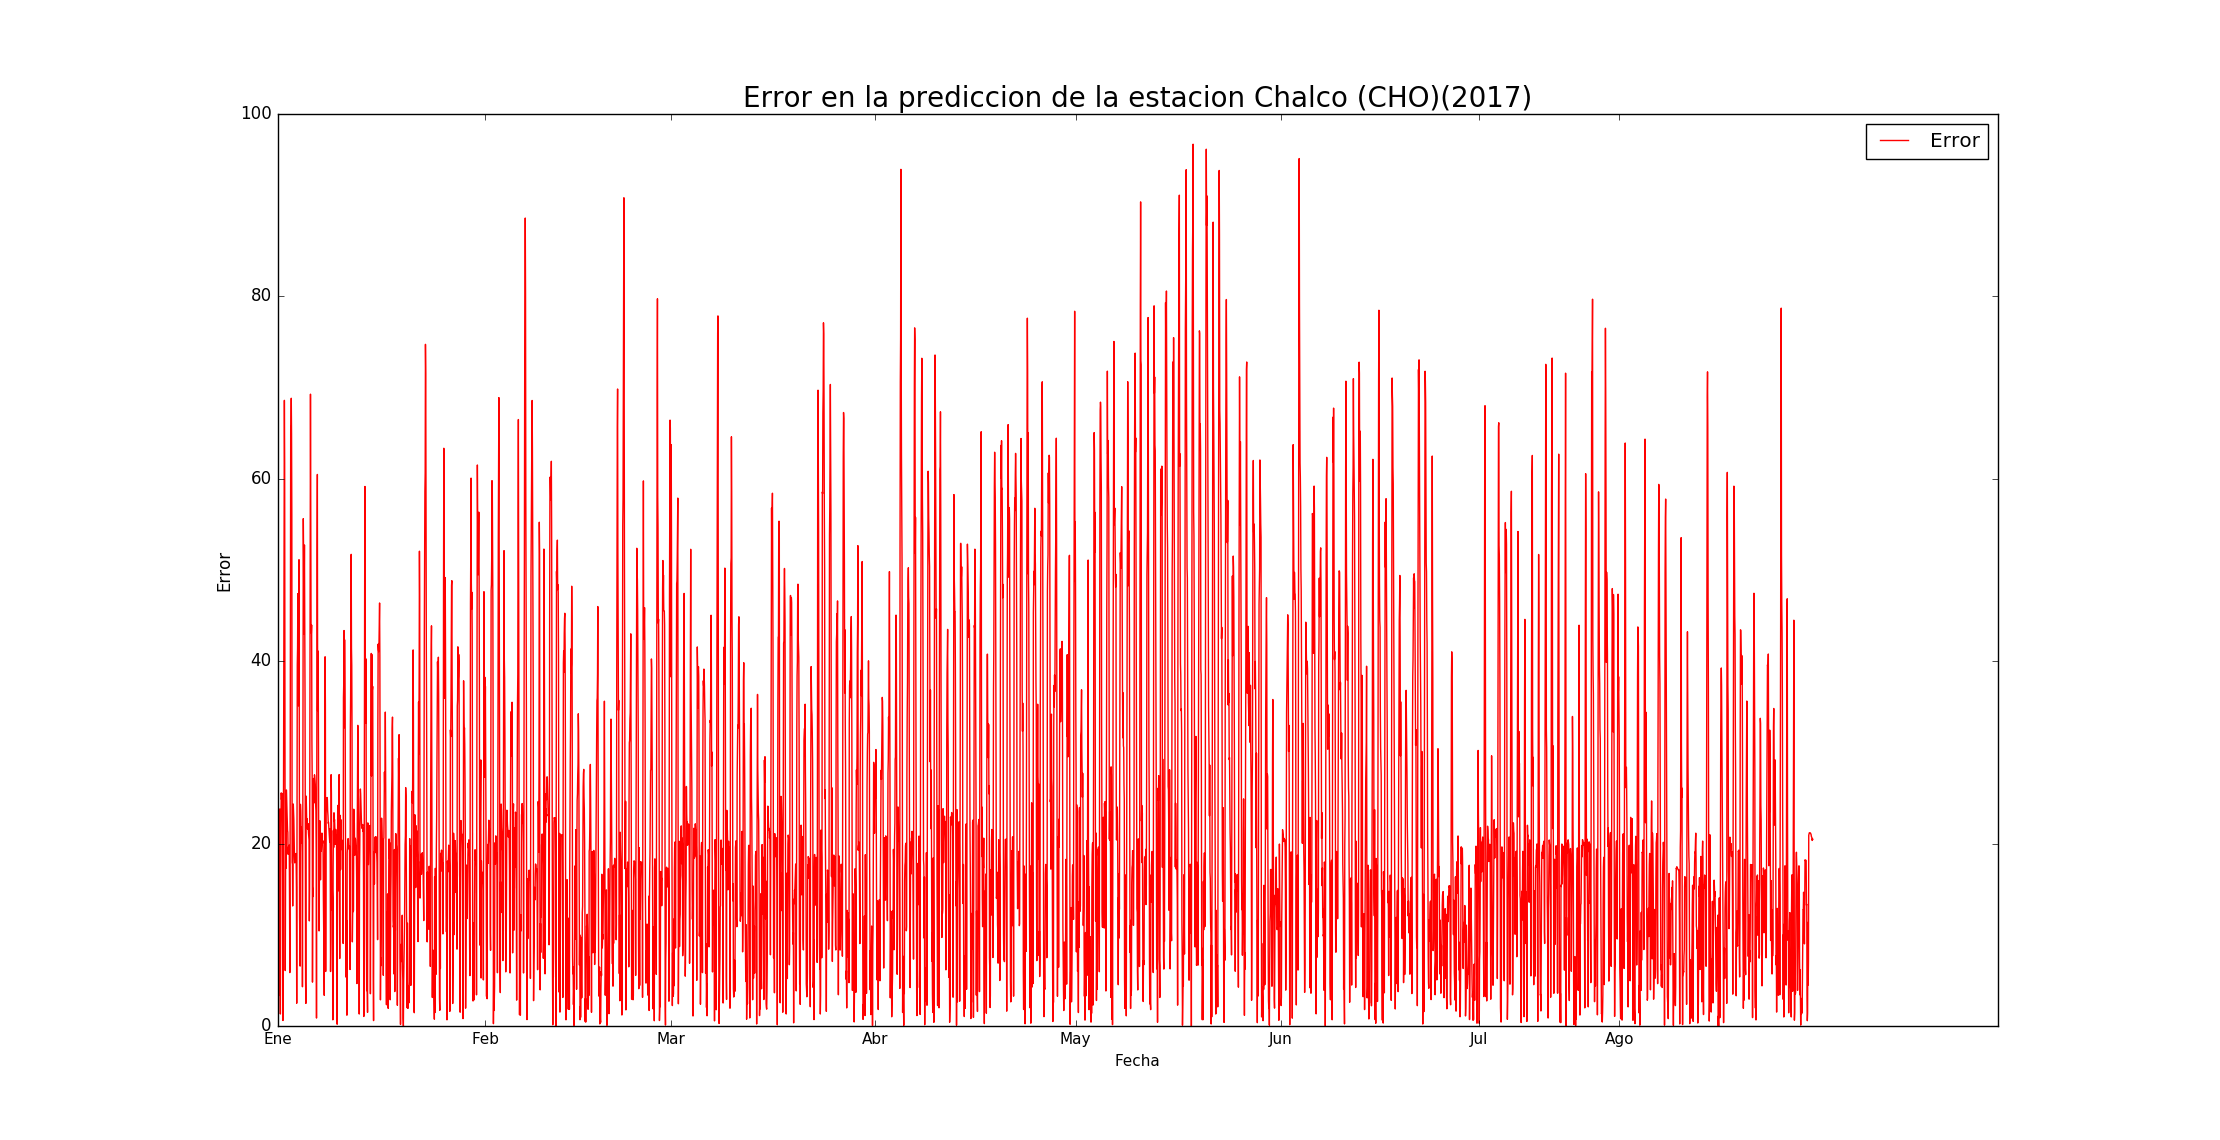 Error en la prediccion de la estacion Chalco (CHO)(2017)
Error
100
80
60
40
20
0
Error
Ene Feb Mar Abr May Jun Jul Ago
Fecha